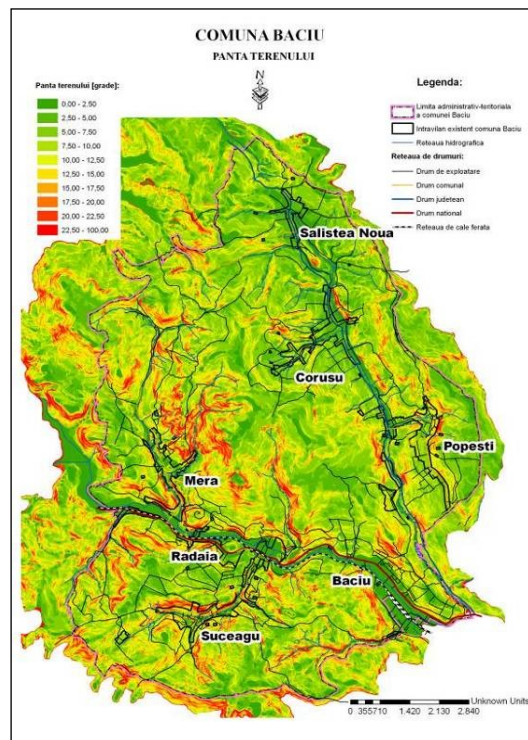 COMUNA BACIU
PANTA TERENULUI
N
Panta terenului [grade]:
0,00 - 2.50
2,50 - 5,00
5,00 - 7,50
7,50 - 10,00
10,00 - 12,50
12,50 - 15,00
15,00 - 17,50
17,50 - 20,00
20,00 - 22,50
22,50 - 100,00
Legenda:
Limita administrativ-teritoriala
a comunei Baciu
Intravilan existent comuna Baciu
Reteaua hidrografica
Reteaua de drumuri:
Drum de exploatare
Drum comunal
Drum judetean
Drum national
Reteaua de cale ferata
Salistea Noua
Corusu
Popesti
Mera
Radaia
Baciu
Suceagu
Unknown Units
0 355710 1.420 2.130 2.840